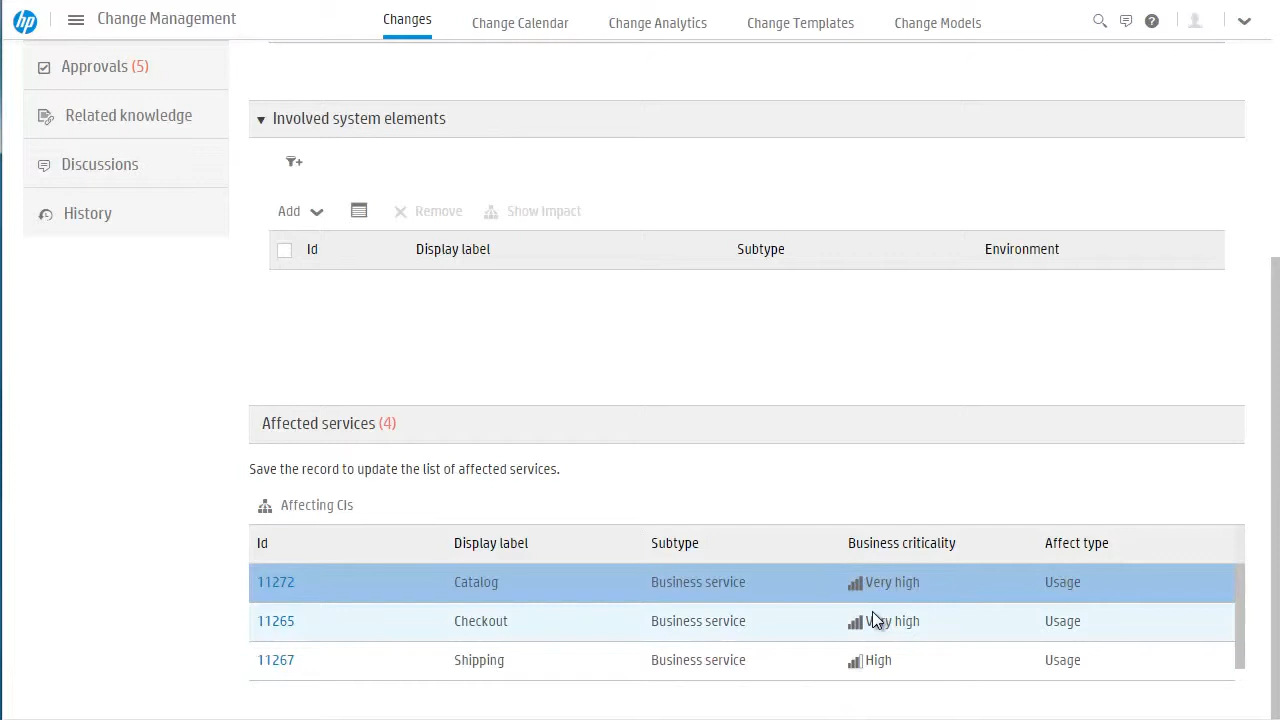 hp Change Management Changes Change Calendar Change Analytics Change Templates Change Models
Approvals (5)
Related knowledge
Discussions
History
Involved system elements
Add Remove Show Impact
Id Display label Subtype Environment
Affected services (4)
Save the record to update the list of affected services.
Affecting CIs
Id Display label Subtype Business criticality Affect type
11272 Catalog Business service Very high Usage
11265 Checkout Business service Very high Usage
11267 Shipping Business service High Usage